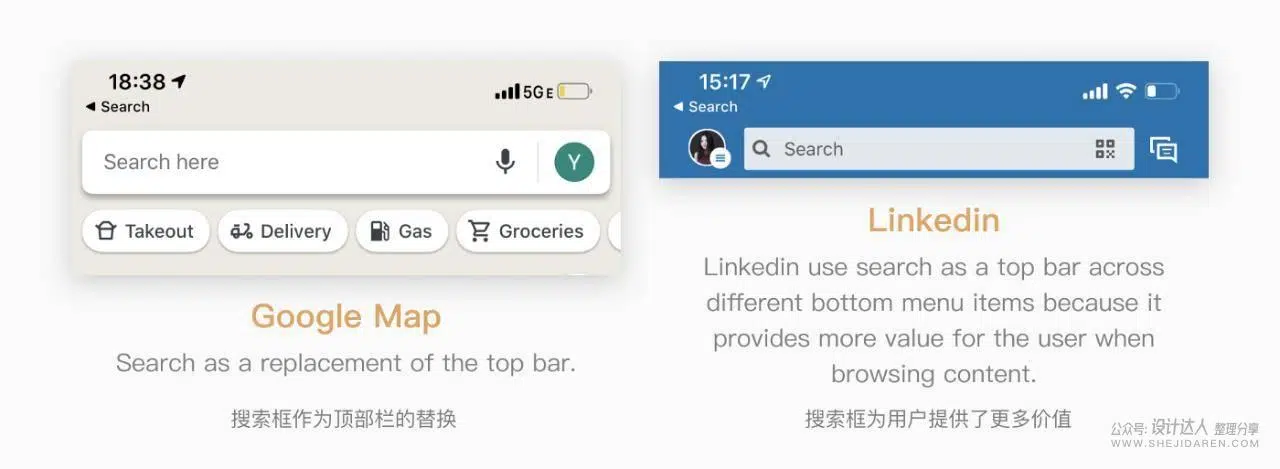 18:38
5GE
◀ Search
Search here
Y
Takeout
Delivery
Gas
Groceries
Google Map
Search as a replacement of the top bar.
搜索框作为顶部栏的替换
15:17
◀ Search
Search
Linkedin
Linkedin use search as a top bar across
different bottom menu items because it
provides more value for the user when
browsing content.
搜索框为用户提供了更多价值
公众号: 设计达人 整理分享
WWW.SHEJIDAREN.COM